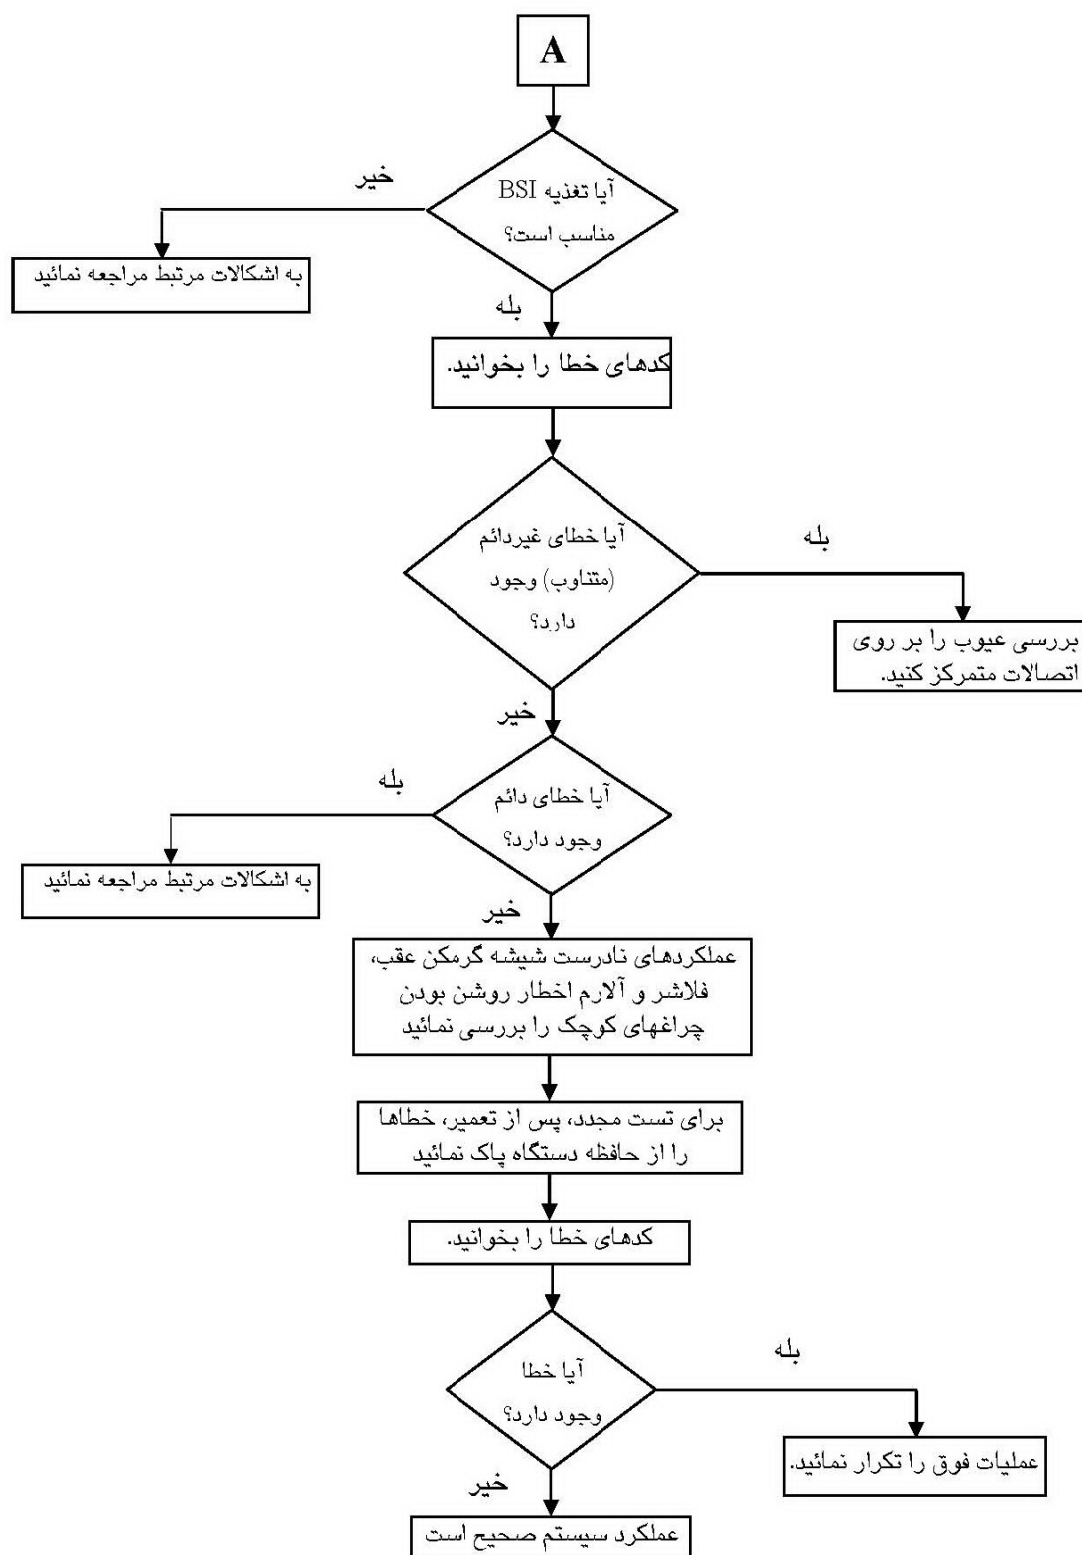 A
آیا تغذیه BSI
مناسب است؟
خیر
به اشکالات مرتبط مراجعه نمائید
بله
کدهای خطا را بخوانید.
آیا خطای غیردائم
(متناوب) وجود
دارد؟
بله
بررسی عیوب را بر روی
اتصالات متمرکز کنید.
خیر
آیا خطای دائم
وجود دارد؟
بله
به اشکالات مرتبط مراجعه نمائید
خیر
عملکردهای نادرست شیشه گرمکن عقب،
فلاشر و آلارم اخطار روشن بودن
چراغهای کوچک را بررسی نمائید
برای تست مجدد، پس از تعمیر، خطاها
را از حافظه دستگاه پاک نمائید
کدهای خطا را بخوانید.
آیا خطا
وجود دارد؟
بله
عملیات فوق را تکرار نمائید.
خیر
عملکرد سیستم صحیح است